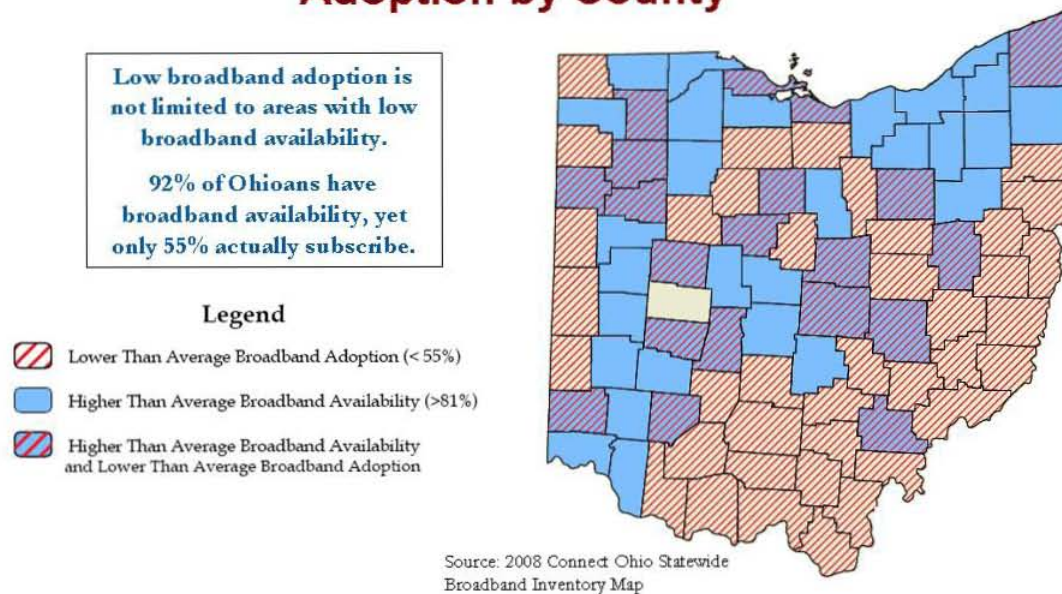 Adoption by County
Low broadband adoption is
not limited to areas with low
broadband availability.
92% of Ohioans have
broadband availability, yet
only 55% actually subscribe.
Legend
Lower Than Average Broadband Adoption (< 55%)
Higher Than Average Broadband Availability (>81%)
Higher Than Average Broadband Availability
and Lower Than Average Broadband Adoption
Source: 2008 Connect Ohio Statewide
Broadband Inventory Map